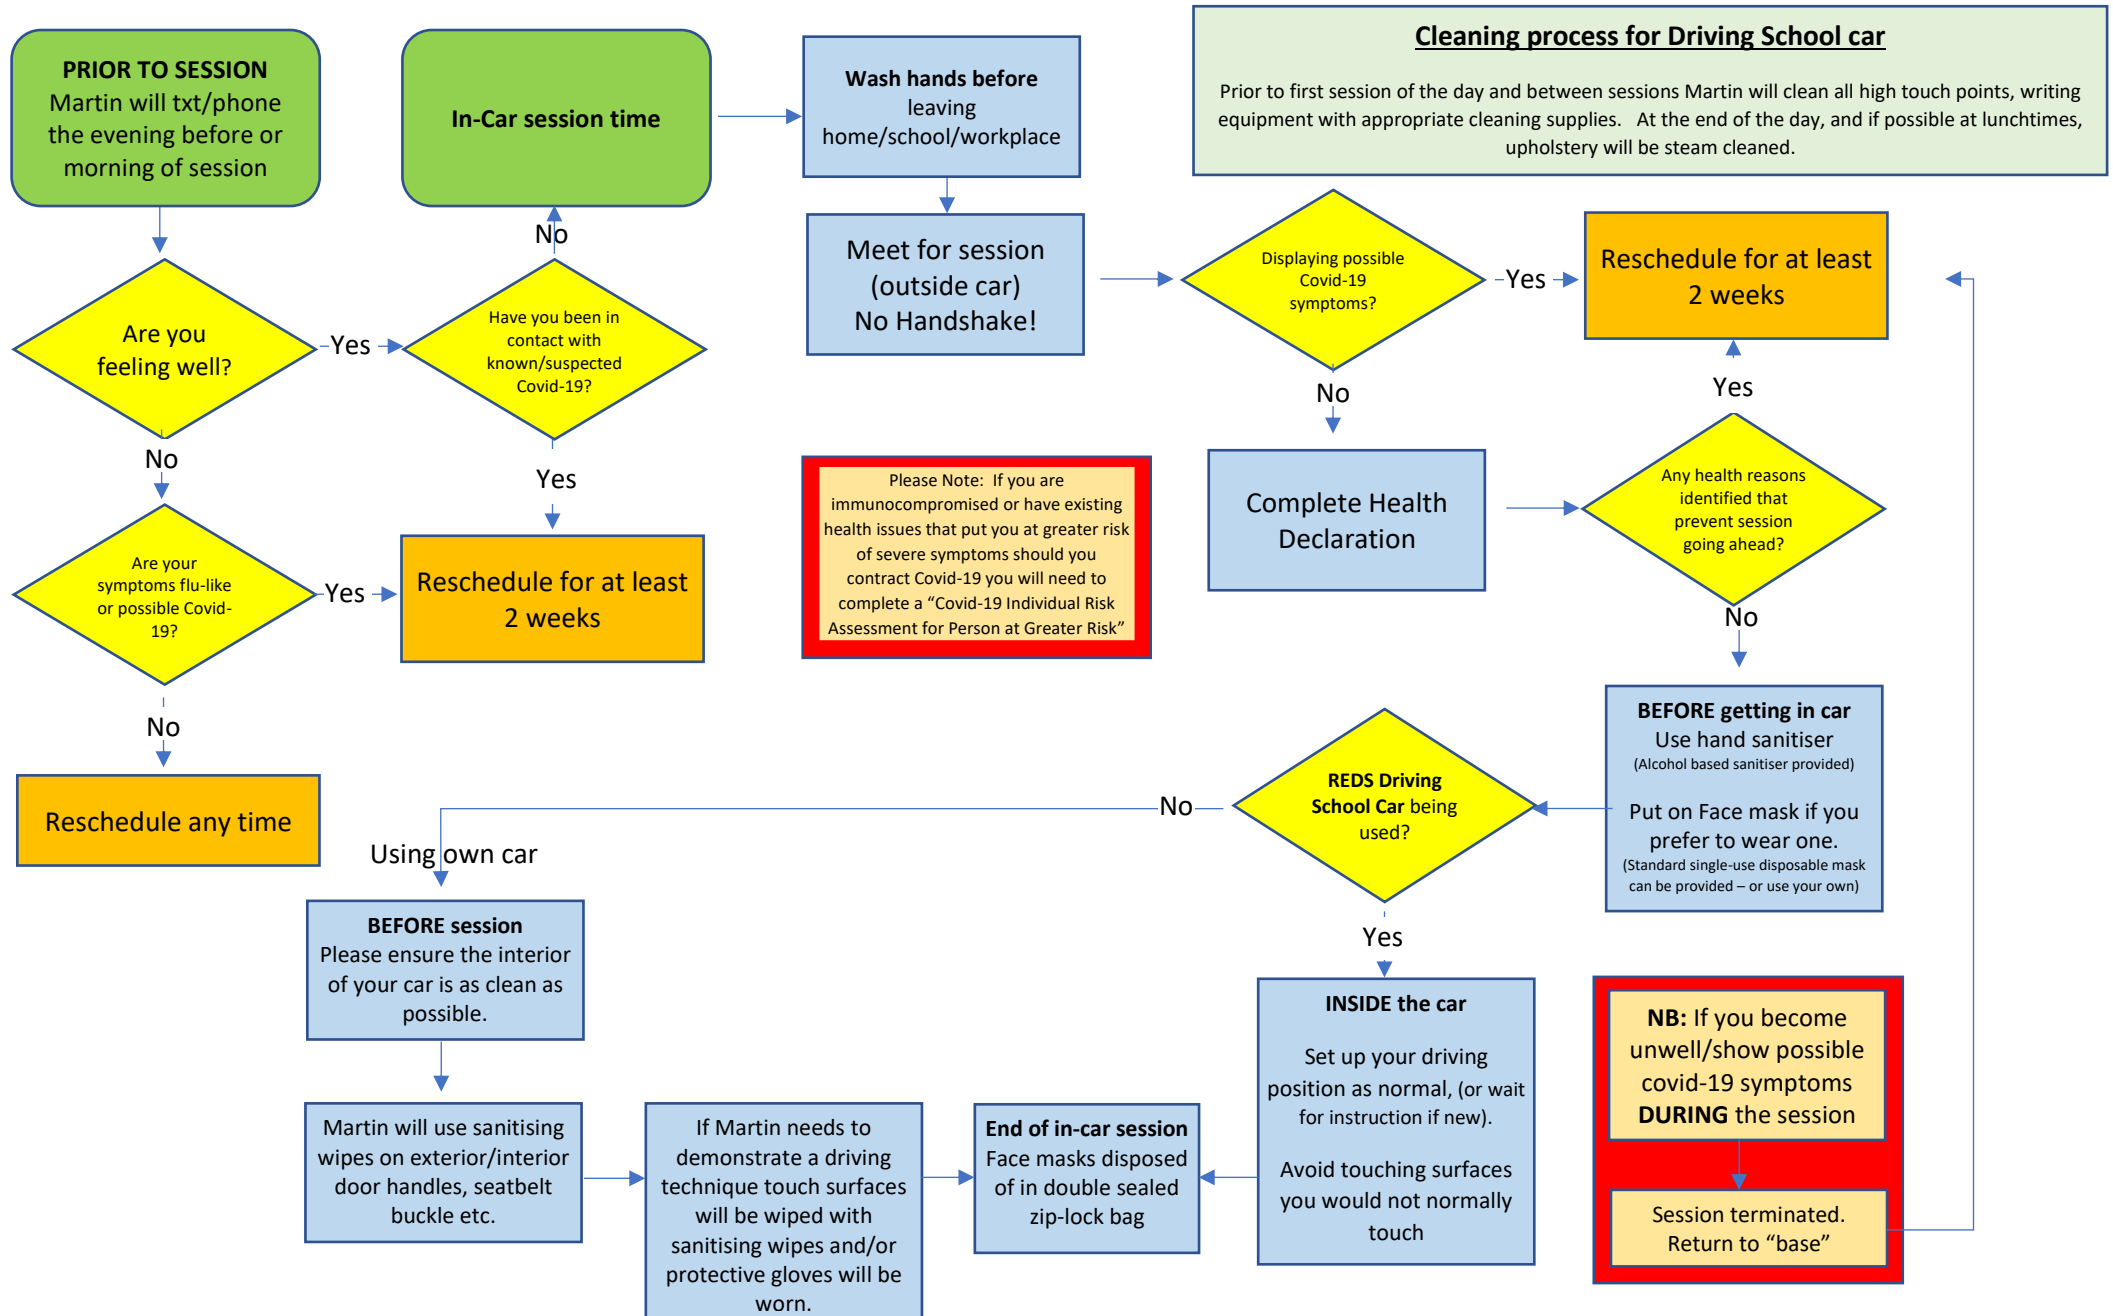 PRIOR TO SESSION
Martin will txt/phone
the evening before or
morning of session
In-Car session time
Wash hands before
leaving
home/school/workplace
Cleaning process for Driving School car
Prior to first session of the day and between sessions Martin will clean all high touch points, writing
equipment with appropriate cleaning supplies. At the end of the day, and if possible at lunchtimes,
upholstery will be steam cleaned.
No
Are you
feeling well?
Yes
Have you been in
contact with
known/suspected
Covid-19?
Meet for session
(outside car)
No Handshake!
Displaying possible
Covid-19
symptoms?
Yes
Reschedule for at least
2 weeks
No
Yes
No
Yes
Are your
symptoms flu-like
or possible Covid-
19?
Yes
Reschedule for at least
2 weeks
Please Note: If you are
immunocompromised or have existing
health issues that put you at greater risk
of severe symptoms should you
contract Covid-19 you will need to
complete a “Covid-19 Individual Risk
Assessment for Person at Greater Risk”
Complete Health
Declaration
Any health reasons
identified that
prevent session
going ahead?
No
No
Reschedule any time
BEFORE getting in car
Use hand sanitiser
(Alcohol based sanitiser provided)
Put on Face mask if you
prefer to wear one.
(Standard single-use disposable mask
can be provided – or use your own)
REDS Driving
School Car being
used?
No
Using own car
Yes
BEFORE session
Please ensure the interior
of your car is as clean as
possible.
INSIDE the car
Set up your driving
position as normal, (or wait
for instruction if new).
Avoid touching surfaces
you would not normally
touch
NB: If you become
unwell/show possible
covid-19 symptoms
DURING the session
Martin will use sanitising
wipes on exterior/interior
door handles, seatbelt
buckle etc.
If Martin needs to
demonstrate a driving
technique touch surfaces
will be wiped with
sanitising wipes and/or
protective gloves will be
worn.
End of in-car session
Face masks disposed
of in double sealed
zip-lock bag
Session terminated.
Return to “base”